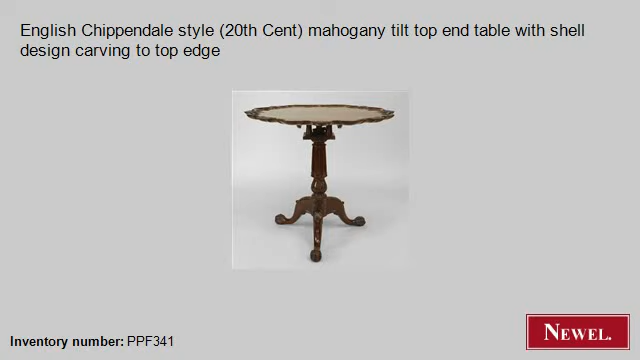 English Chippendale style (20th Cent) mahogany tilt top end table with shell
design carving to top edge
Inventory number: PPF341
NEWEL.